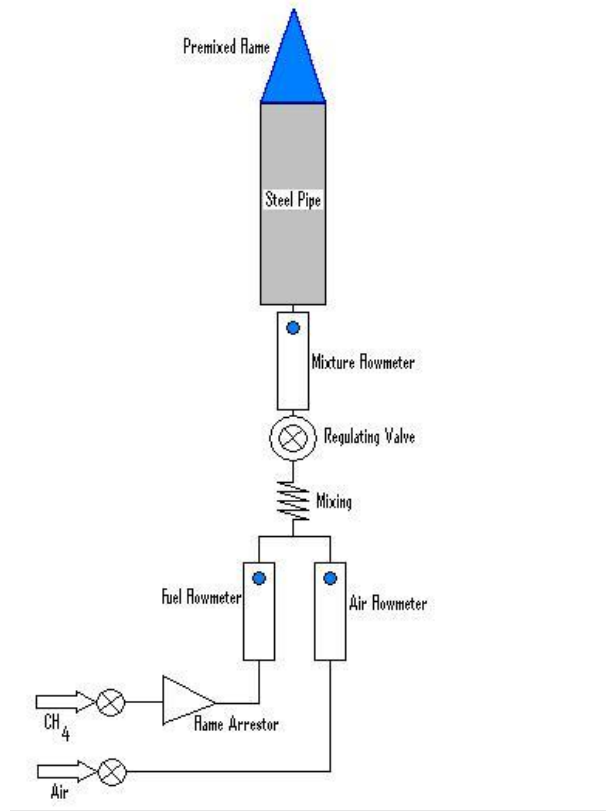 Premixed Flame
Steel Pipe
Mixture Flowmeter
Regulating Valve
Mixing
Fuel Flowmeter
Air Flowmeter
CH4
Flame Arrestor
Air